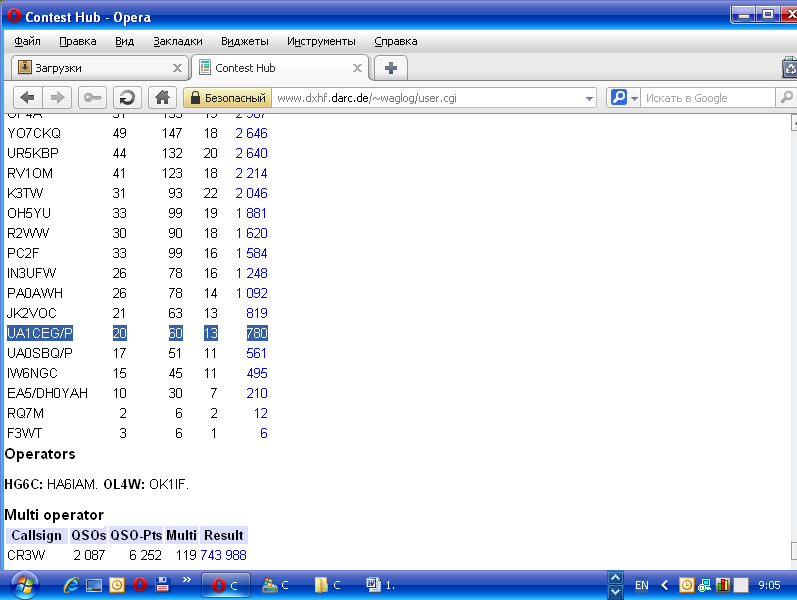 Contest Hub - Opera
Файл Правка Вид Закладки Виджеты Инструменты Справка
Загрузки Contest Hub
Безопасный www.dxhf.darc.de/~waglog/user.cgi Искать в Google
YO7CKQ 49 147 18 2 646
UR5KBP 44 132 20 2 640
RV1OM 41 123 18 2 214
K3TW 31 93 22 2 046
OH5YU 33 99 19 1 881
R2WW 30 90 18 1 620
PC2F 33 99 16 1 584
IN3UFW 26 78 16 1 248
PA0AWH 26 78 14 1 092
JK2VOC 21 63 13 819
UA1CEG/P 20 60 13 780
UA0SBQ/P 17 51 11 561
IW6NGC 15 45 11 495
EA5/DH0YAH 10 30 7 210
RQ7M 2 6 2 12
F3WT 3 6 1 6
Operators
HG6C: HA6IAM. OL4W: OK1IF.
Multi operator
Callsign QSOs QSO-Pts Multi Result
CR3W 2 087 6 252 119 743 988
C C C 1. EN 9:05